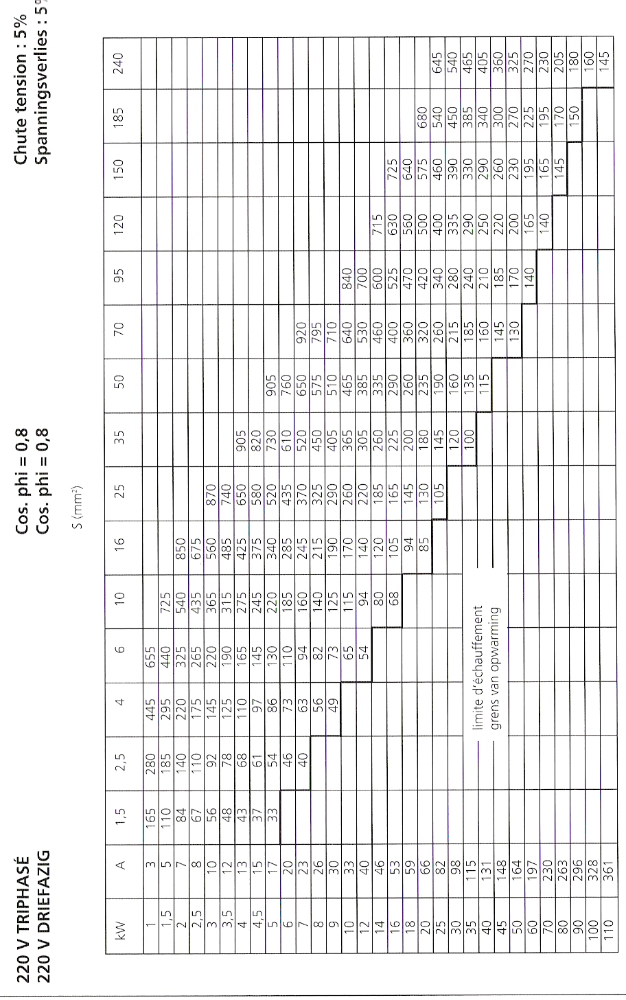 220 V TRIPHASÉ Cos. phi = 0,8 Chute tension : 5%
220 V DRIEFAZIG Cos. phi = 0,8 Spanningsverlies : 5%
S (mm²)
kW A 1,5 2,5 4 6 10 16 25 35 50 70 95 120 150 185 240
1 3 165 280 445 655
1,5 5 110 185 295 440 725
2 7 84 140 220 325 540 850
2,5 8 67 110 175 265 435 675
3 10 56 92 145 220 365 560 870
3,5 12 48 78 125 190 315 485 740
4 13 43 68 110 165 275 425 650 905
4,5 15 37 61 97 145 245 375 580 820
5 17 33 54 86 130 220 340 520 730 905
6 20 46 73 110 185 285 435 610 760
7 23 40 63 94 160 245 370 520 650 920
8 26 56 82 140 215 325 450 575 795
9 30 49 73 125 190 290 405 510 710
10 33 65 115 170 260 365 465 640 840
12 40 54 94 140 220 305 385 530 700
14 46 80 120 185 260 335 460 600 715
16 53 68 105 165 225 290 400 525 630 725
18 59 94 145 200 260 360 470 560 640
20 66 85 130 180 235 320 420 500 575 680
25 82 105 145 190 260 340 400 460 540 645
30 98 120 160 215 280 335 390 450 540
35 115 100 135 185 240 290 330 385 465
40 131 115 160 210 250 290 340 405
45 148 145 185 220 260 300 360
50 164 130 170 200 230 270 325
60 197 140 165 195 225 270
70 230 140 165 195 230
80 263 145 170 205
90 296 150 180
100 328 160
110 361 145
limite d'échauffement
grens van opwarming